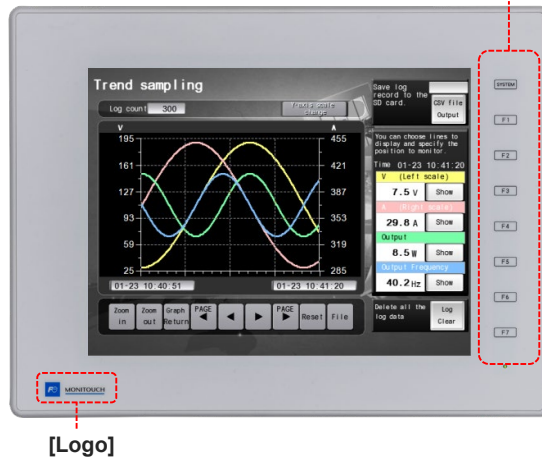 Trend sampling
Log count 300
Y-axis scale
change
Save log
record to the
SD card.
CSV file
Output
V
A
195
161
127
93
59
25
455
421
387
353
319
285
01-23 10:40:51
01-23 10:41:20
You can choose lines to
display and specify the
position to monitor.
Time 01-23 10:41:20
V (Left scale)
7.5 V Show
A (Right scale)
29.8 A Show
Output
8.5 W Show
Output Frequency
40.2 Hz Show
Zoom
in
Zoom
out
Graph
Return
PAGE
◀
◀
▶
PAGE
▶
Reset
File
Delete all the
log data
Log
Clear
SYSTEM
F1
F2
F3
F4
F5
F6
F7
MONITOUCH
[Logo]